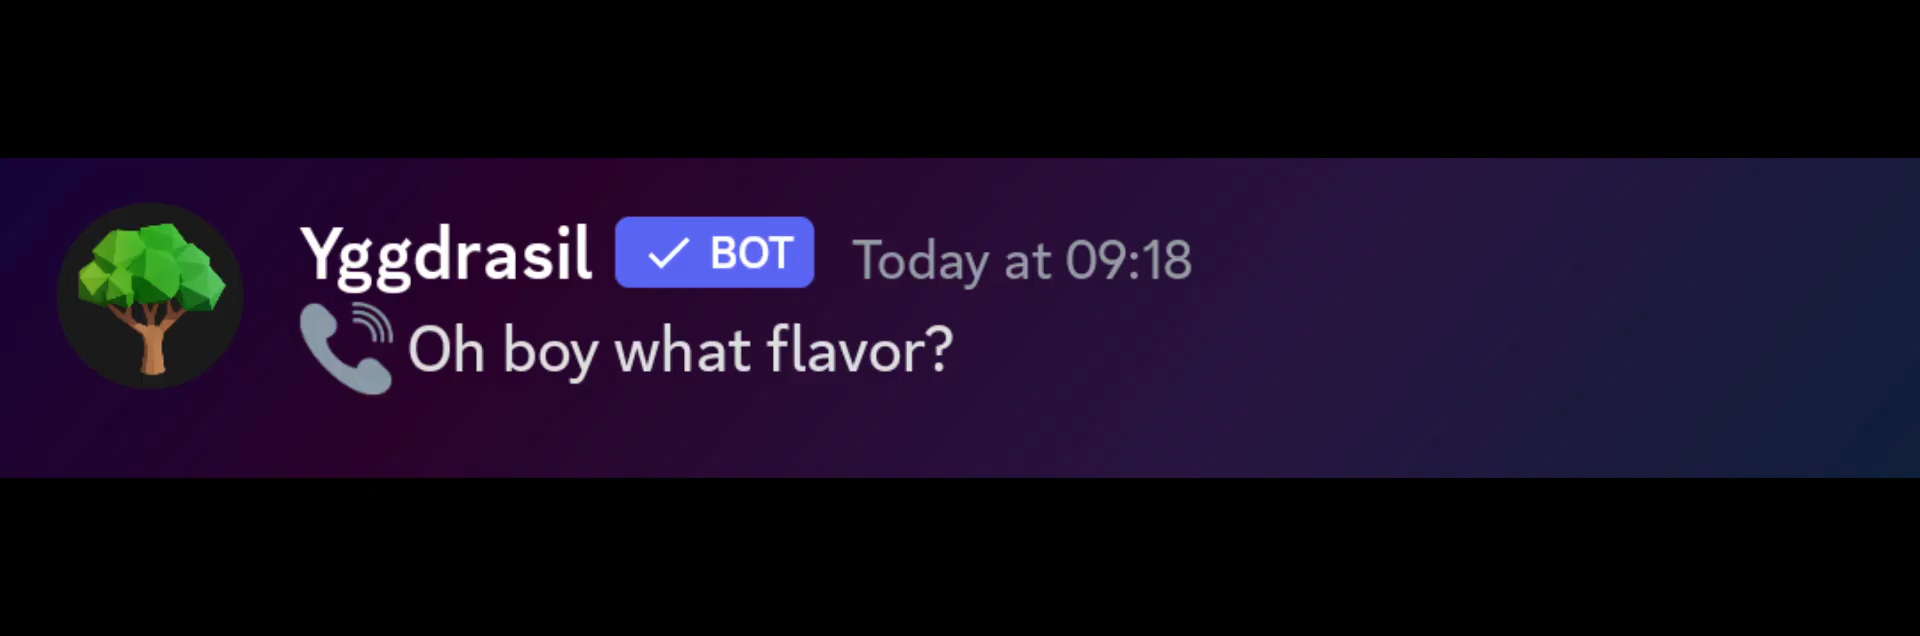 Yggdrasil ✓ BOT Today at 09:18
📞 Oh boy what flavor?